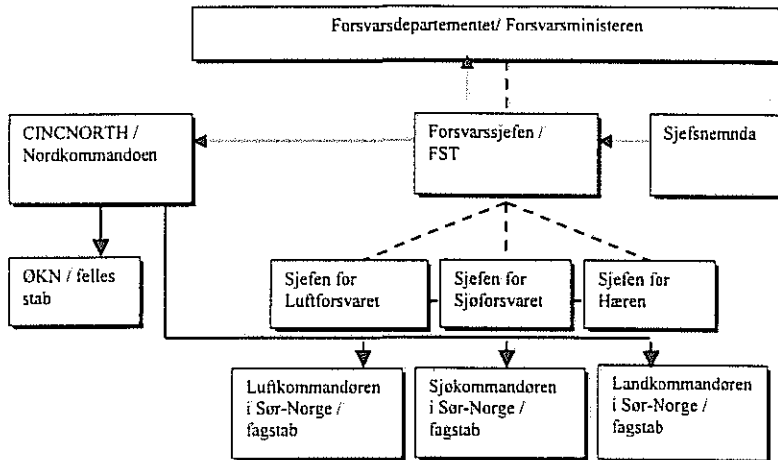 Forsvarsdepartementet/ Forsvarsministeren
CINCNORTH /
Nordkommandoen
Forsvarssjefen /
FST
Sjefsnemnda
ØKN / felles
stab
Sjefen for
Luftforsvaret
Sjefen for
Sjøforsvaret
Sjefen for
Hæren
Luftkommandøren
i Sør-Norge /
fagstab
Sjøkommandøren
i Sør-Norge /
fagstab
Landkommandøren
i Sør-Norge /
fagstab